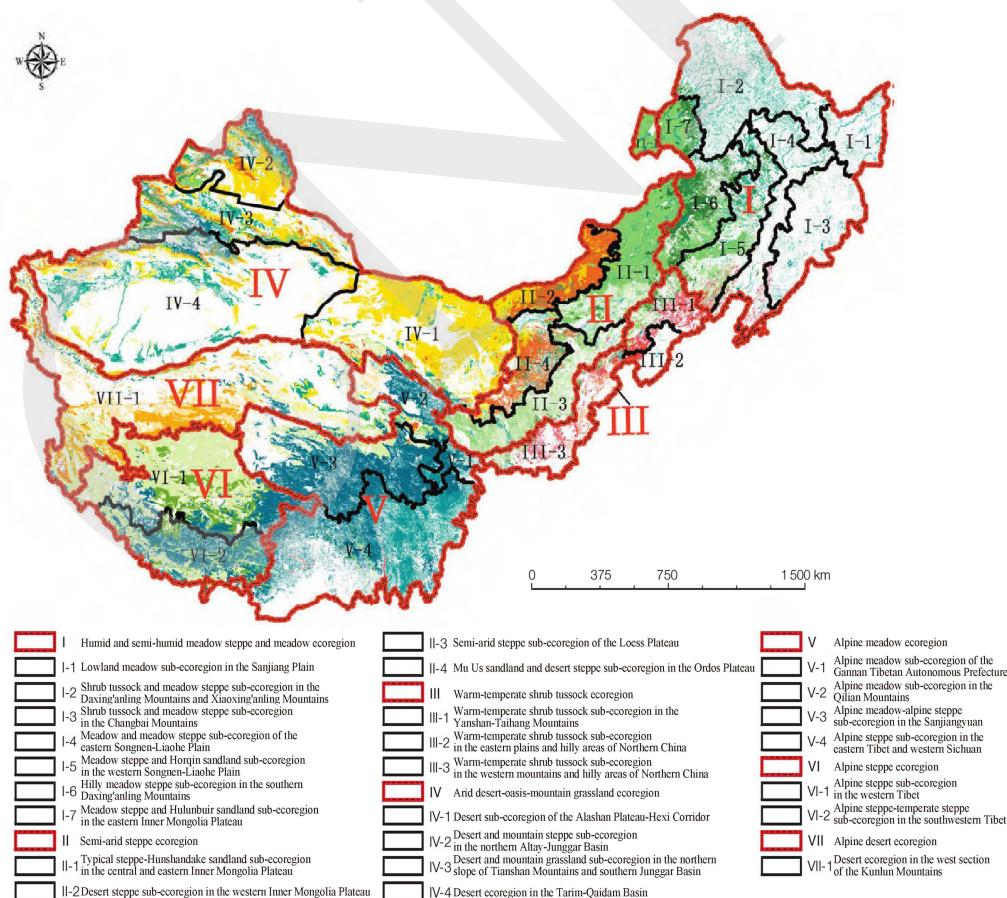 N
W E
S
I-2
I-7
II-1
I-4
I-1
IV-2
I-6
I
I-3
IV-3
I-5
IV
II-1
IV-4
II-2
II
III-1
IV-1
II-4
III-2
VII-1
VII
V-2
II-3
III
III-3
V-3
V-1
VI-1
VI
V
VI-2
V-4
0 375 750 1 500 km
I Humid and semi-humid meadow steppe and meadow ecoregion
I-1 Lowland meadow sub-ecoregion in the Sanjiang Plain
I-2 Shrub tussock and meadow steppe sub-ecoregion in the
Daxing'anling Mountains and Xiaoxing'anling Mountains
I-3 Shrub tussock and meadow steppe sub-ecoregion
in the Changbai Mountains
I-4 Meadow and meadow steppe sub-ecoregion of the
eastern Songnen-Liaohe Plain
I-5 Meadow steppe and Horqin sandland sub-ecoregion
in the western Songnen-Liaohe Plain
I-6 Hilly meadow steppe sub-ecoregion in the southern
Daxing'anling Mountains
I-7 Meadow steppe and Hulunbuir sandland sub-ecoregion
in the eastern Inner Mongolia Plateau
II Semi-arid steppe ecoregion
II-1 Typical steppe-Hunshandake sandland sub-ecoregion
in the central and eastern Inner Mongolia Plateau
II-2 Desert steppe sub-ecoregion in the western Inner Mongolia Plateau
II-3 Semi-arid steppe sub-ecoregion of the Loess Plateau
II-4 Mu Us sandland and desert steppe sub-ecoregion in the Ordos Plateau
III Warm-temperate shrub tussock ecoregion
III-1 Warm-temperate shrub tussock sub-ecoregion in the
Yanshan-Taihang Mountains
III-2 Warm-temperate shrub tussock sub-ecoregion
in the eastern plains and hilly areas of Northern China
III-3 Warm-temperate shrub tussock sub-ecoregion
in the western mountains and hilly areas of Northern China
IV Arid desert-oasis-mountain grassland ecoregion
IV-1 Desert sub-ecoregion of the Alashan Plateau-Hexi Corridor
IV-2 Desert and mountain steppe sub-ecoregion
in the northern Altay-Junggar Basin
IV-3 Desert and mountain grassland sub-ecoregion in the northern
slope of Tianshan Mountains and southern Junggar Basin
IV-4 Desert ecoregion in the Tarim-Qaidam Basin
V Alpine meadow ecoregion
V-1 Alpine meadow sub-ecoregion of the
Gannan Tibetan Autonomous Prefecture
V-2 Alpine meadow sub-ecoregion in the
Qilian Mountains
V-3 Alpine meadow-alpine steppe
sub-ecoregion in the Sanjiangyuan
V-4 Alpine steppe sub-ecoregion in the
eastern Tibet and western Sichuan
VI Alpine steppe ecoregion
VI-1 Alpine steppe sub-ecoregion
in the western Tibet
VI-2 Alpine steppe-temperate steppe
sub-ecoregion in the southwestern Tibet
VII Alpine desert ecoregion
VII-1 Desert ecoregion in the west section
of the Kunlun Mountains